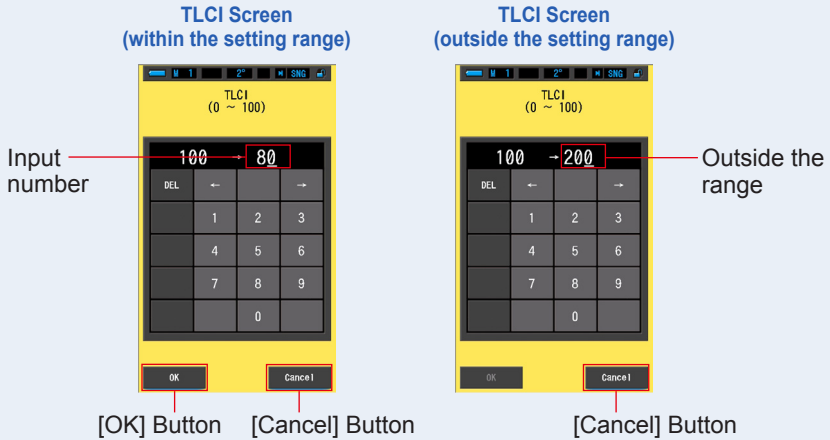 TLCI Screen
(within the setting range)
M 1 2° SNG
TLCI
(0 ~ 100)
Input
number
100 → 80
DEL ← →
1 2 3
4 5 6
7 8 9
0
OK Cancel
[OK] Button [Cancel] Button
TLCI Screen
(outside the setting range)
M 1 2° SNG
TLCI
(0 ~ 100)
100 → 200
Outside the
range
DEL ← →
1 2 3
4 5 6
7 8 9
0
OK Cancel
[Cancel] Button